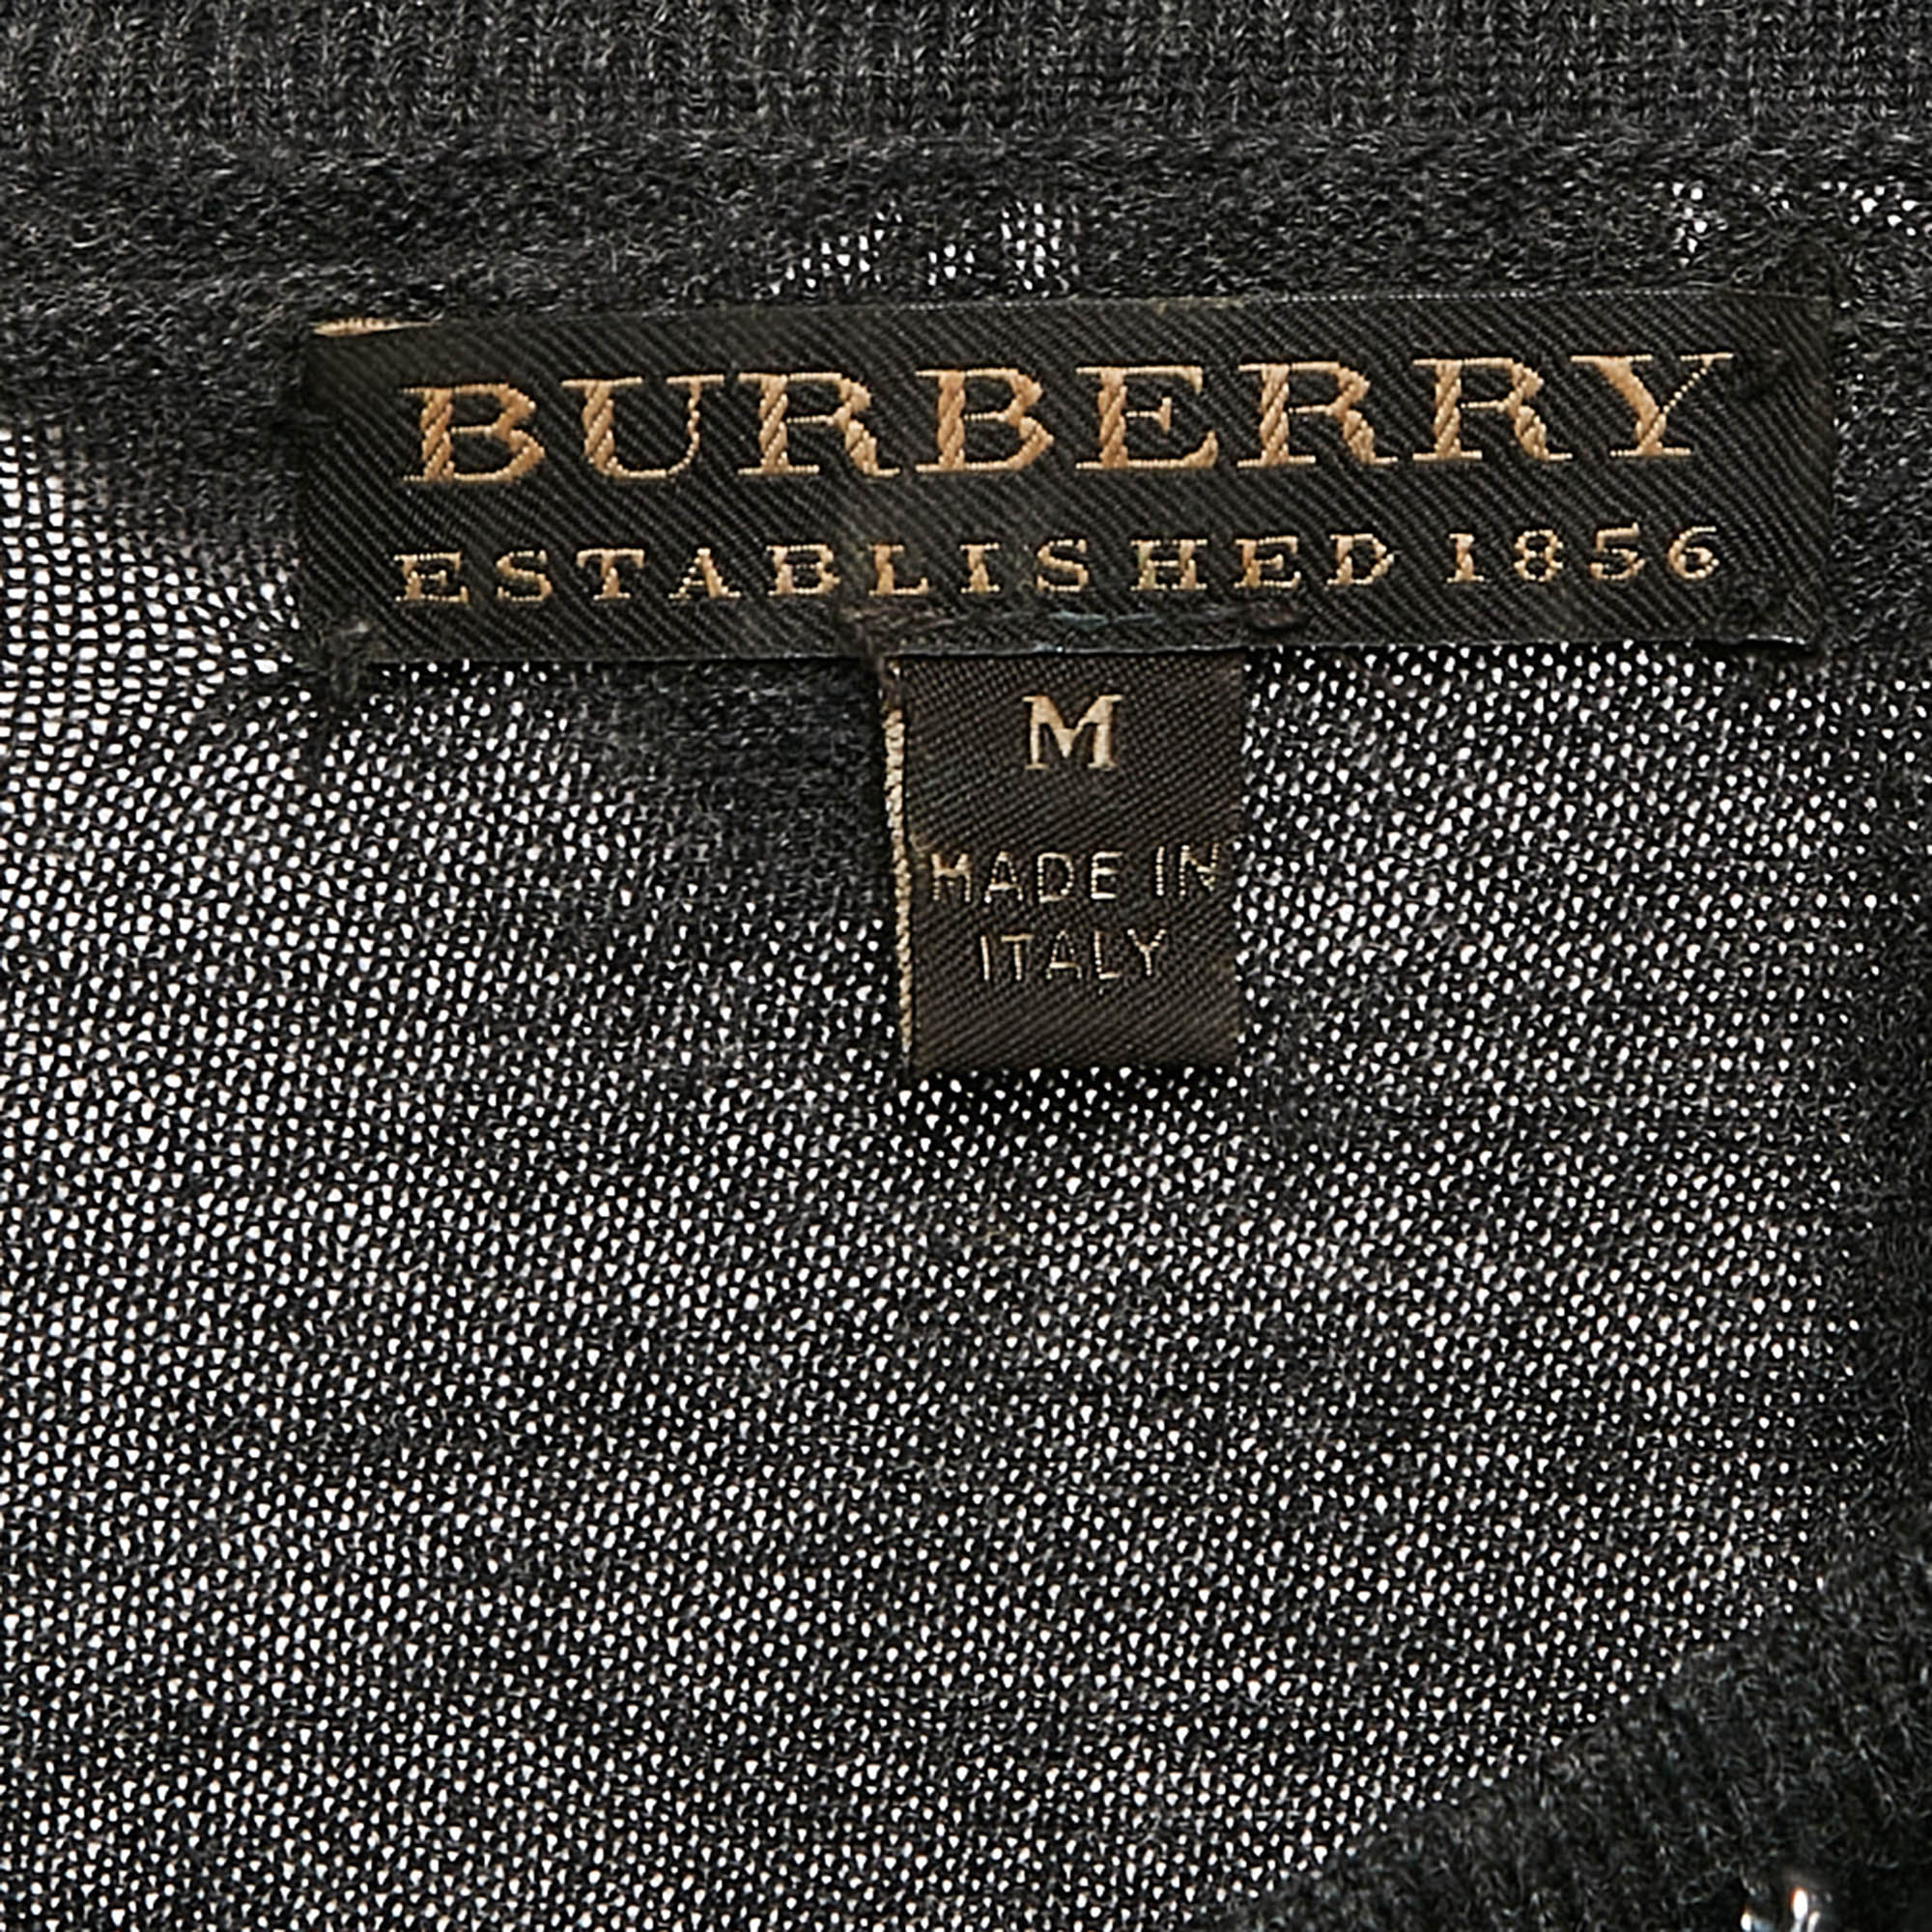 BURBERRY
ESTABLISHED 1856
M
MADE IN
ITALY